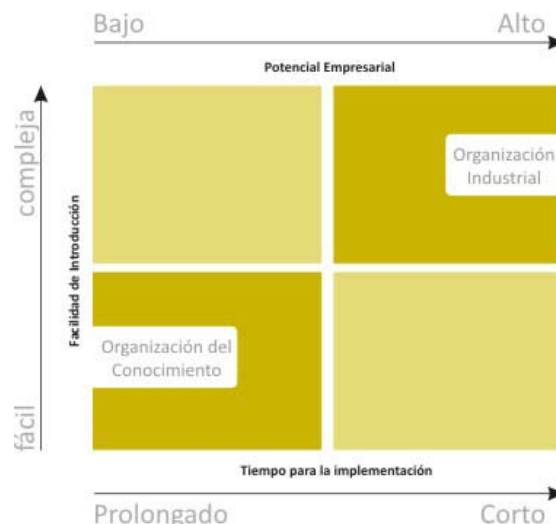 Bajo Alto
Potencial Empresarial
compleja
Facilidad de Introducción
fácil
Organización
Industrial
Organización del
Conocimiento
Tiempo para la implementación
Prolongado Corto